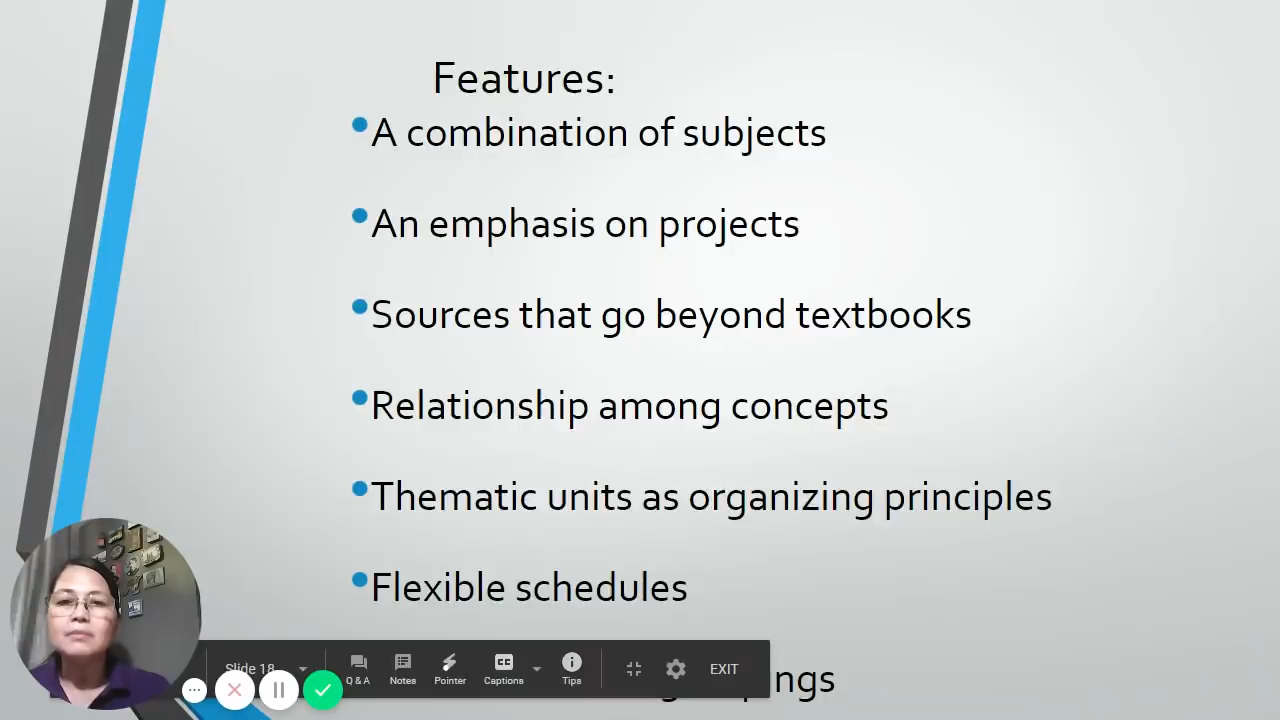 Features:
A combination of subjects
An emphasis on projects
Sources that go beyond textbooks
Relationship among concepts
Thematic units as organizing principles
Flexible schedules
Slide 18
Q & A
Notes
Pointer
Captions
Tips
EXIT